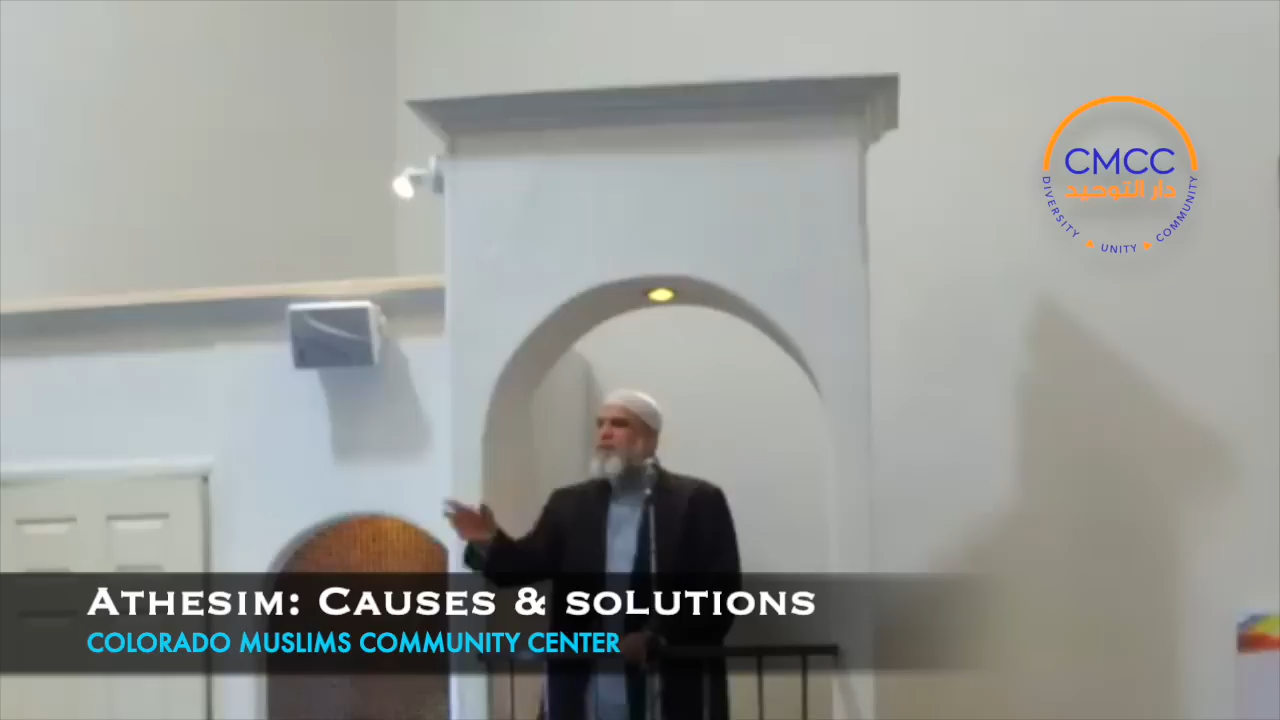 CMCC
دار التوحيد
DIVERSITY • UNITY • COMMUNITY
ATHESIM: CAUSES & SOLUTIONS
COLORADO MUSLIMS COMMUNITY CENTER